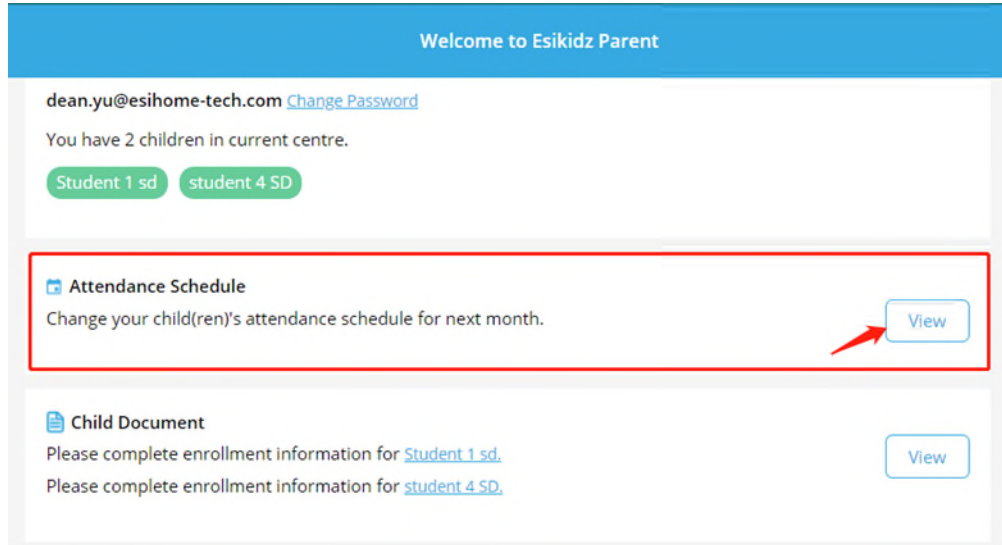 Welcome to Esikidz Parent
dean.yu@esihome-tech.com Change Password
You have 2 children in current centre.
Student 1 sd student 4 SD
Attendance Schedule
Change your child(ren)'s attendance schedule for next month.
View
Child Document
Please complete enrollment information for Student 1 sd.
View
Please complete enrollment information for student 4 SD.